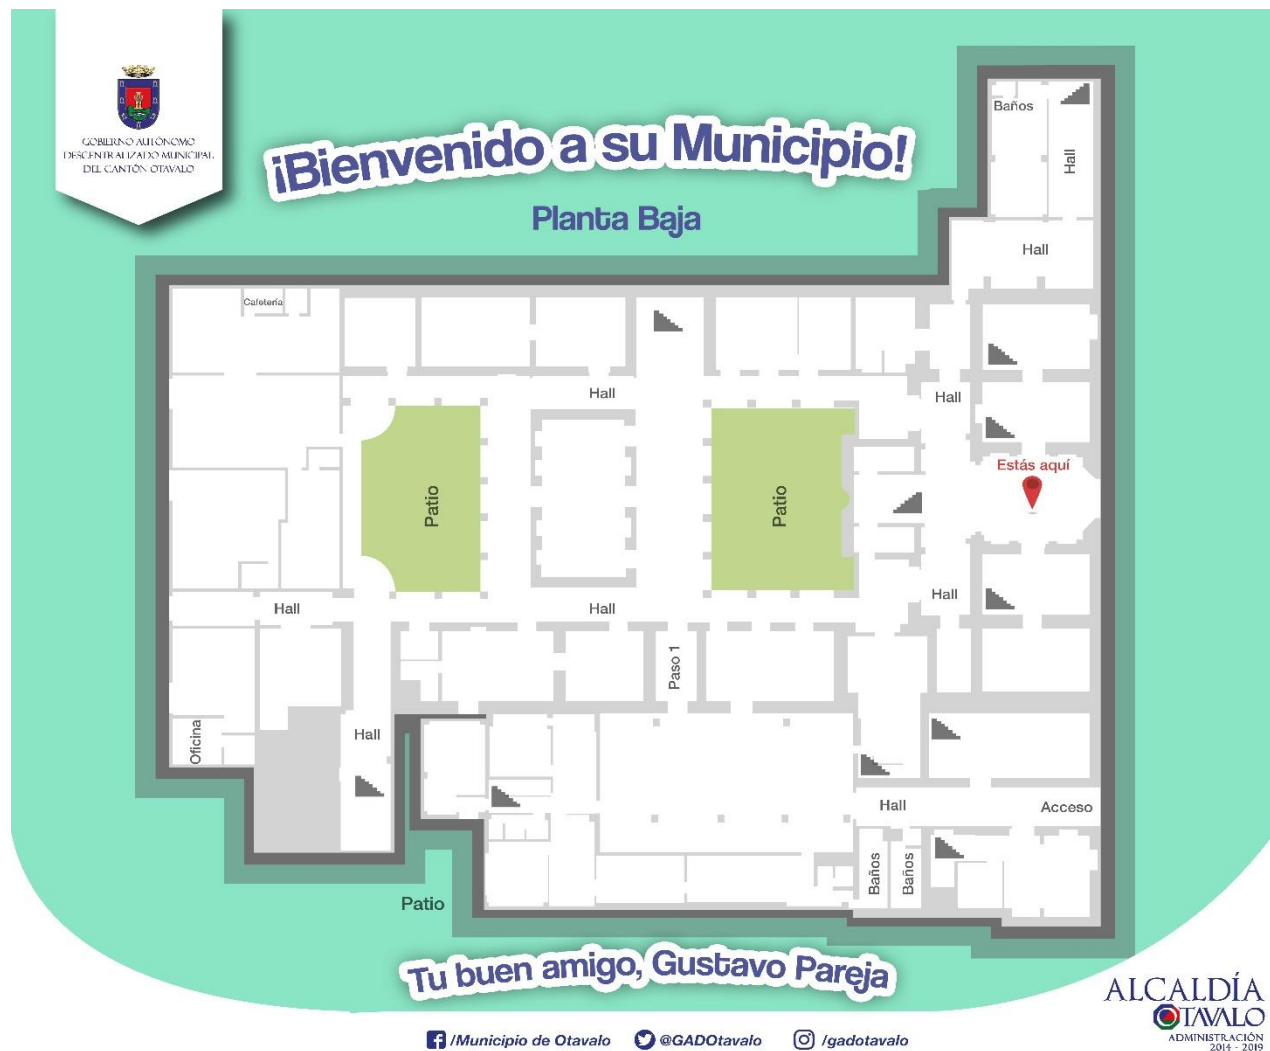 GOBIERNO AUTÓNOMO
DESCENTRALIZADO MUNICIPAL
DEL CANTÓN OTAVALO
¡Bienvenido a su Municipio!
Planta Baja
Baños
Hall
Hall
Cafetería
Hall
Hall
Estás aquí
Patio
Patio
Hall
Hall
Hall
Paso 1
Oficina
Hall
Hall
Acceso
Baños
Baños
Patio
Tu buen amigo, Gustavo Pareja
/Municipio de Otavalo @GADOtavalo /gadotavalo
ALCALDÍA
OTAVALO
ADMINISTRACIÓN
2014 - 2019